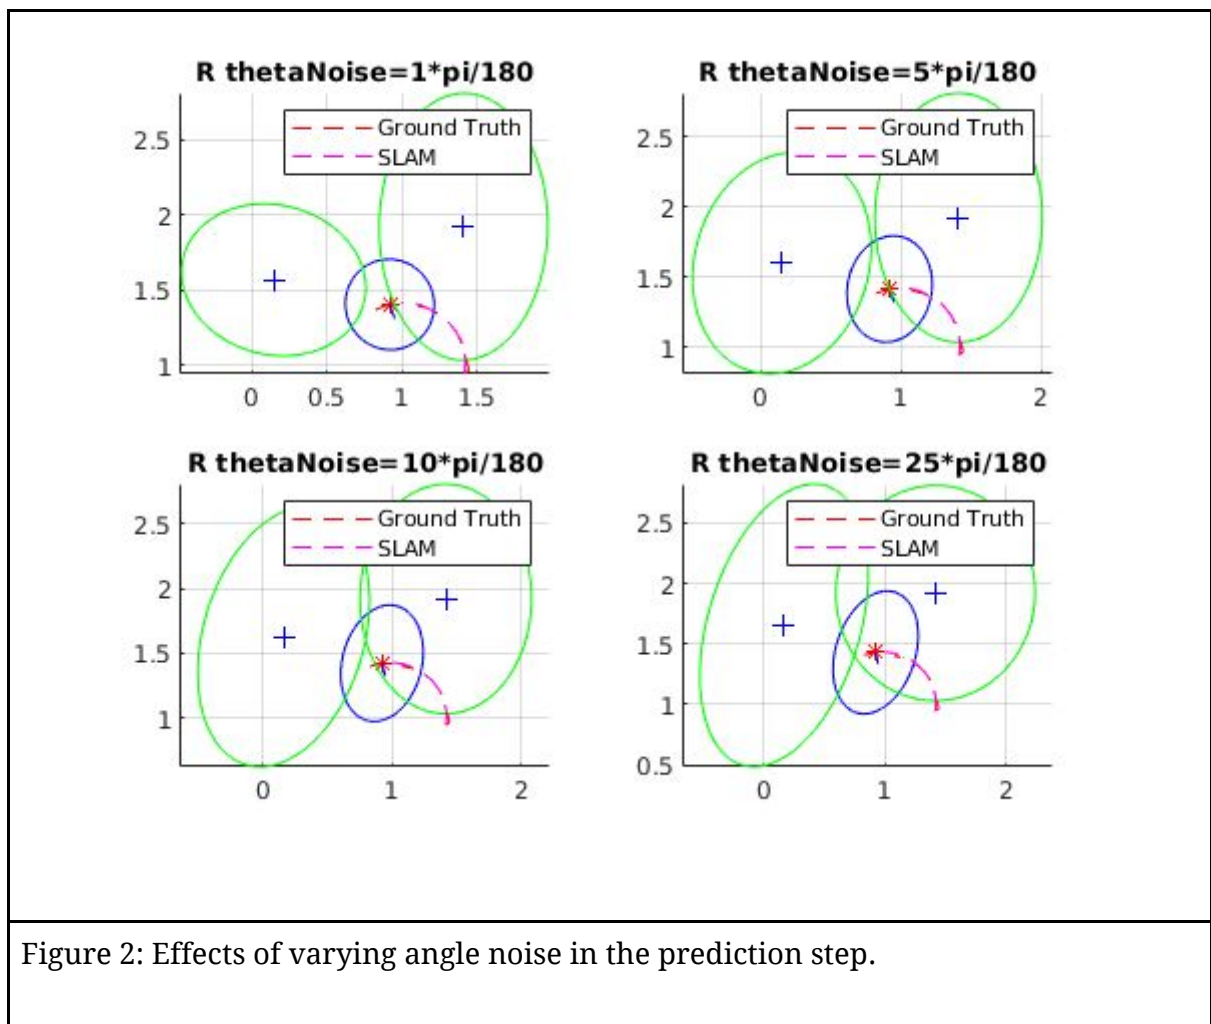 R thetaNoise=1*pi/180
2.5
2
1.5
1
0 0.5 1 1.5
Ground Truth
SLAM
R thetaNoise=5*pi/180
2.5
2
1.5
1
0 1 2
Ground Truth
SLAM
R thetaNoise=10*pi/180
2.5
2
1.5
1
0 1 2
Ground Truth
SLAM
R thetaNoise=25*pi/180
2.5
2
1.5
1
0.5
0 1 2
Ground Truth
SLAM
Figure 2: Effects of varying angle noise in the prediction step.